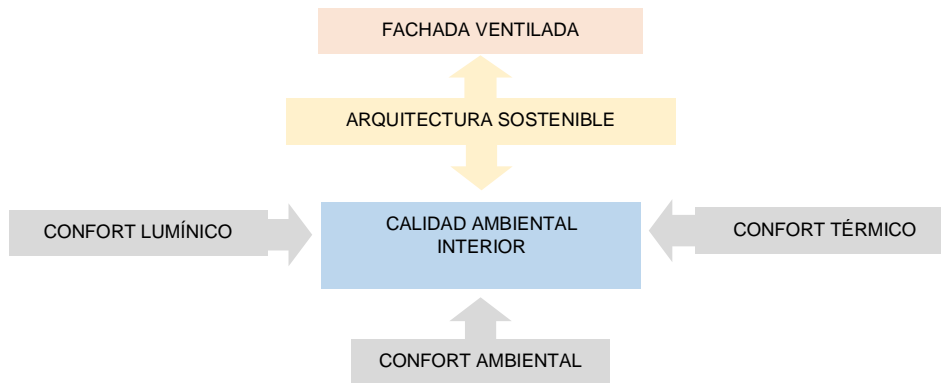 FACHADA VENTILADA
ARQUITECTURA SOSTENIBLE
CONFORT LUMÍNICO
CALIDAD AMBIENTAL
INTERIOR
CONFORT TÉRMICO
CONFORT AMBIENTAL